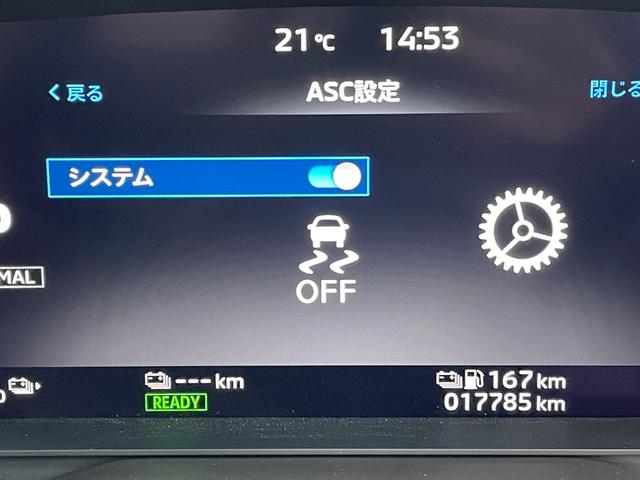 21℃ 14:53
戻る ASC設定 閉じる
システム
OFF
MAL
---km 167km
READY 017785km